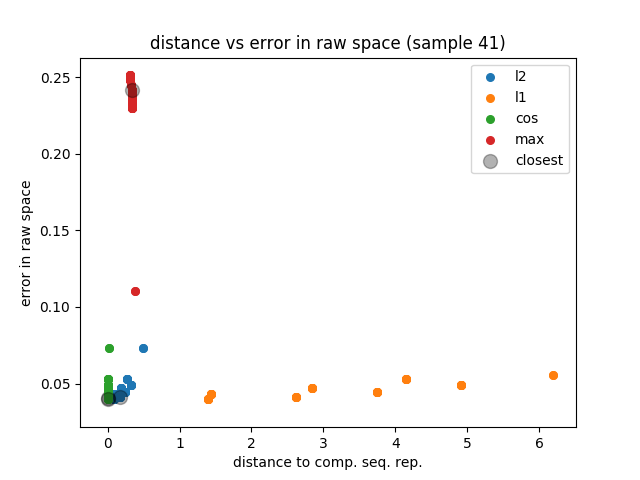 distance vs error in raw space (sample 41)
error in raw space
0.25
0.20
0.15
0.10
0.05
0
1
2
3
4
5
6
distance to comp. seq. rep.
l2
l1
cos
max
closest